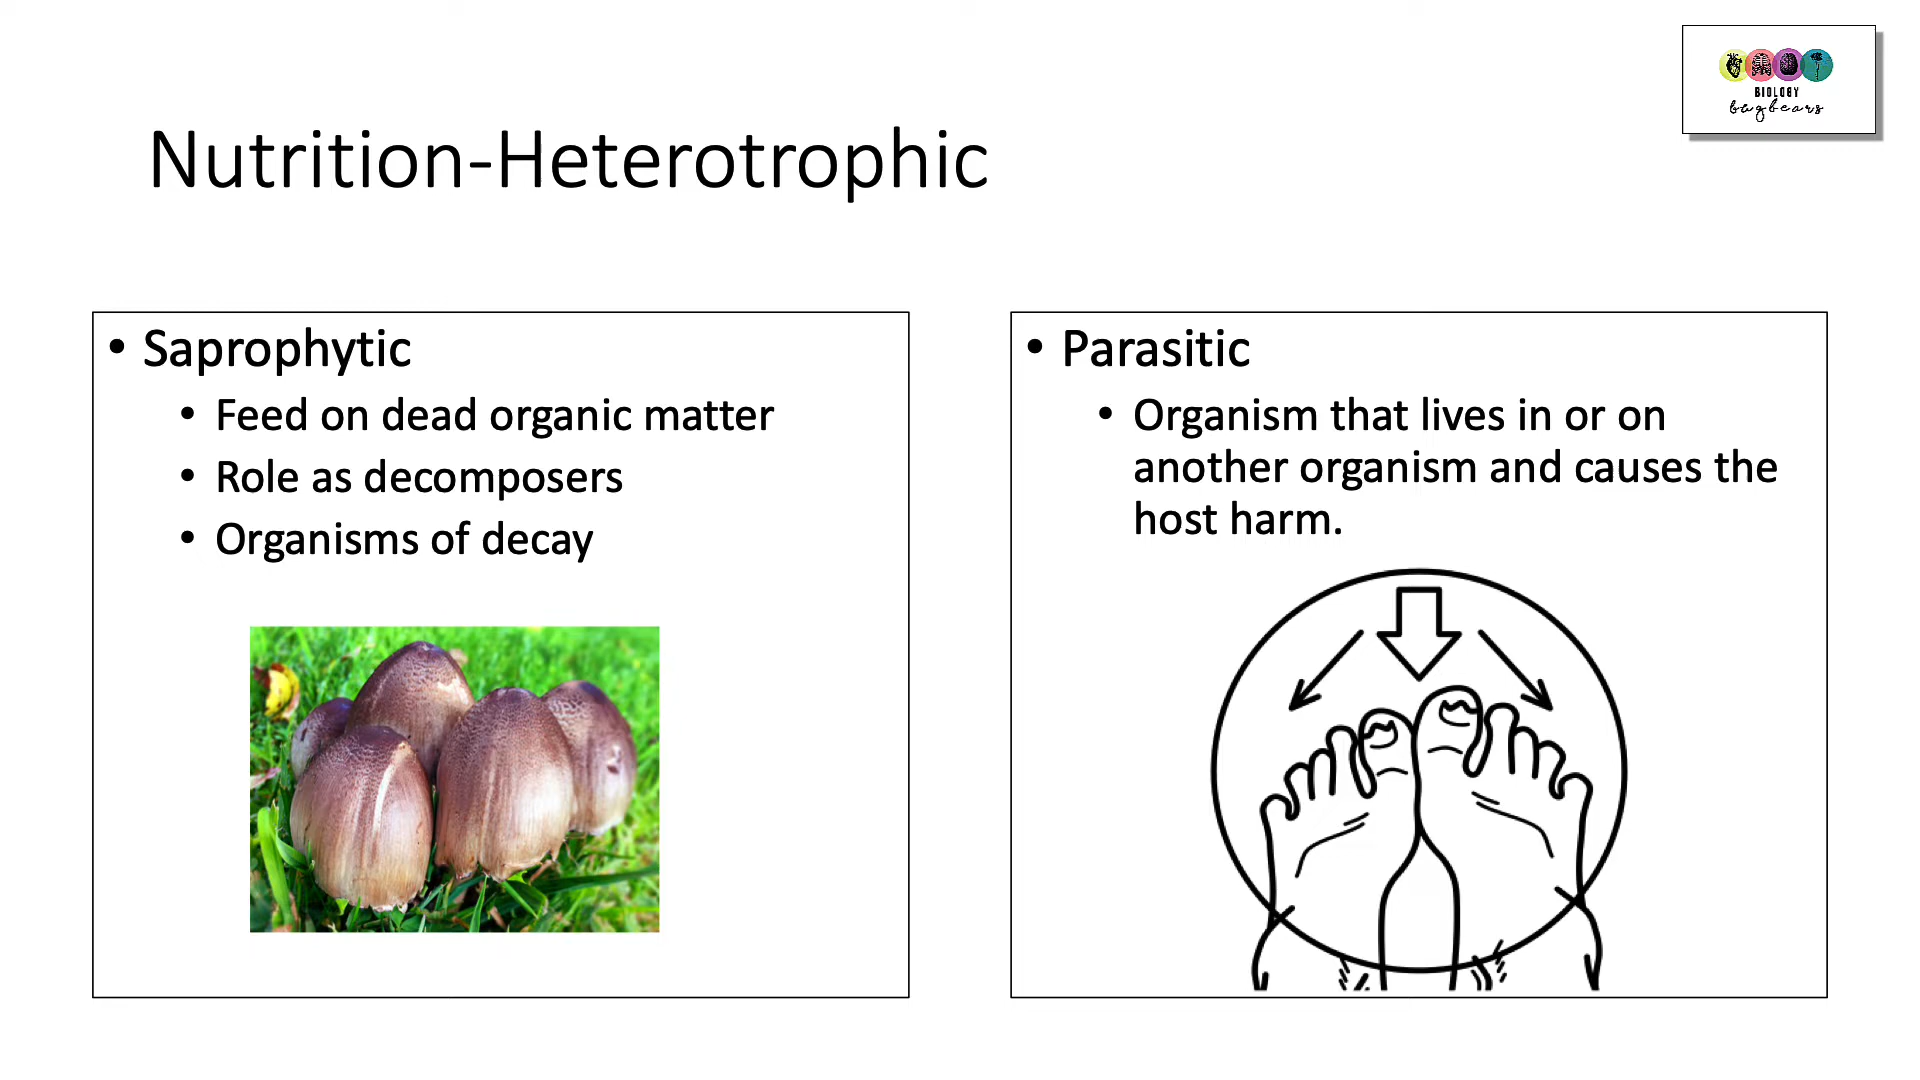 BIOLOGY
bugbears
Nutrition-Heterotrophic
• Saprophytic
• Feed on dead organic matter
• Role as decomposers
• Organisms of decay
• Parasitic
• Organism that lives in or on
another organism and causes the
host harm.